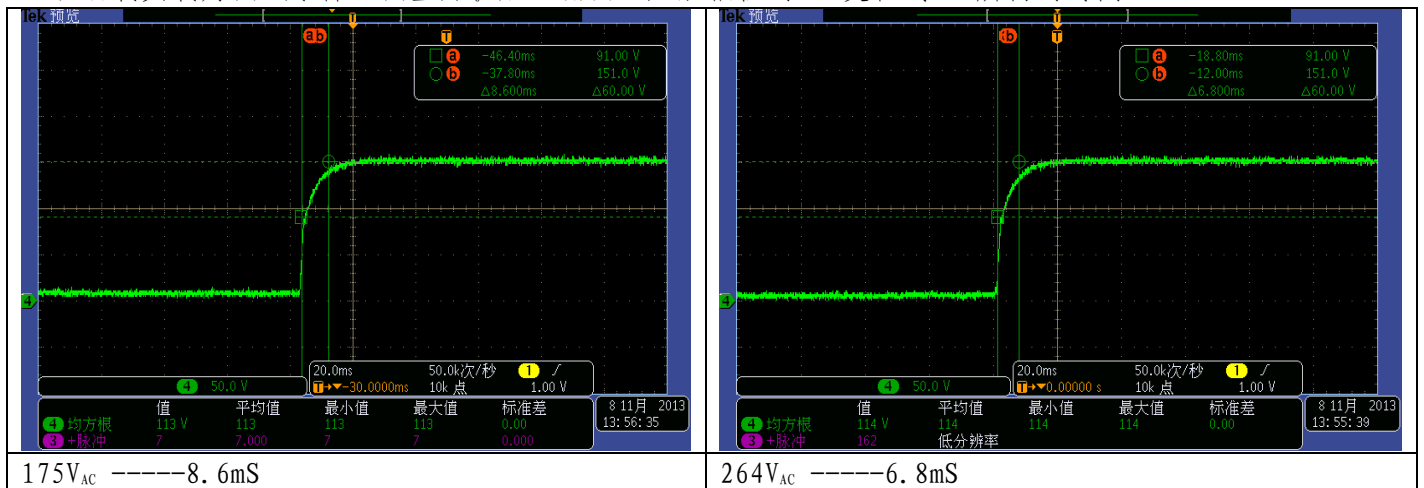 Tek 预览
T
a b
T
a -46.40ms 91.00 V
b -37.80ms 151.0 V
△8.600ms △60.00 V
4
20.0ms 50.0k次/秒 1 /
4 50.0 V T→▼-30.0000ms 10k 点 1.00 V
值 平均值 最小值 最大值 标准差
4 均方根 113 V 113 113 113 0.00
3 +脉冲 7 7.000 7 7 0.000
8 11月 2013
13:56:35
175VAC -----8.6mS
Tek 预览
T
b
T
a -18.80ms 91.00 V
b -12.00ms 151.0 V
△6.800ms △60.00 V
4
20.0ms 50.0k次/秒 1 /
4 50.0 V T→▼0.00000 s 10k 点 1.00 V
值 平均值 最小值 最大值 标准差
4 均方根 114 V 114 114 114 0.00
3 +脉冲 162 低分辨率
8 11月 2013
13:55:39
264VAC -----6.8mS